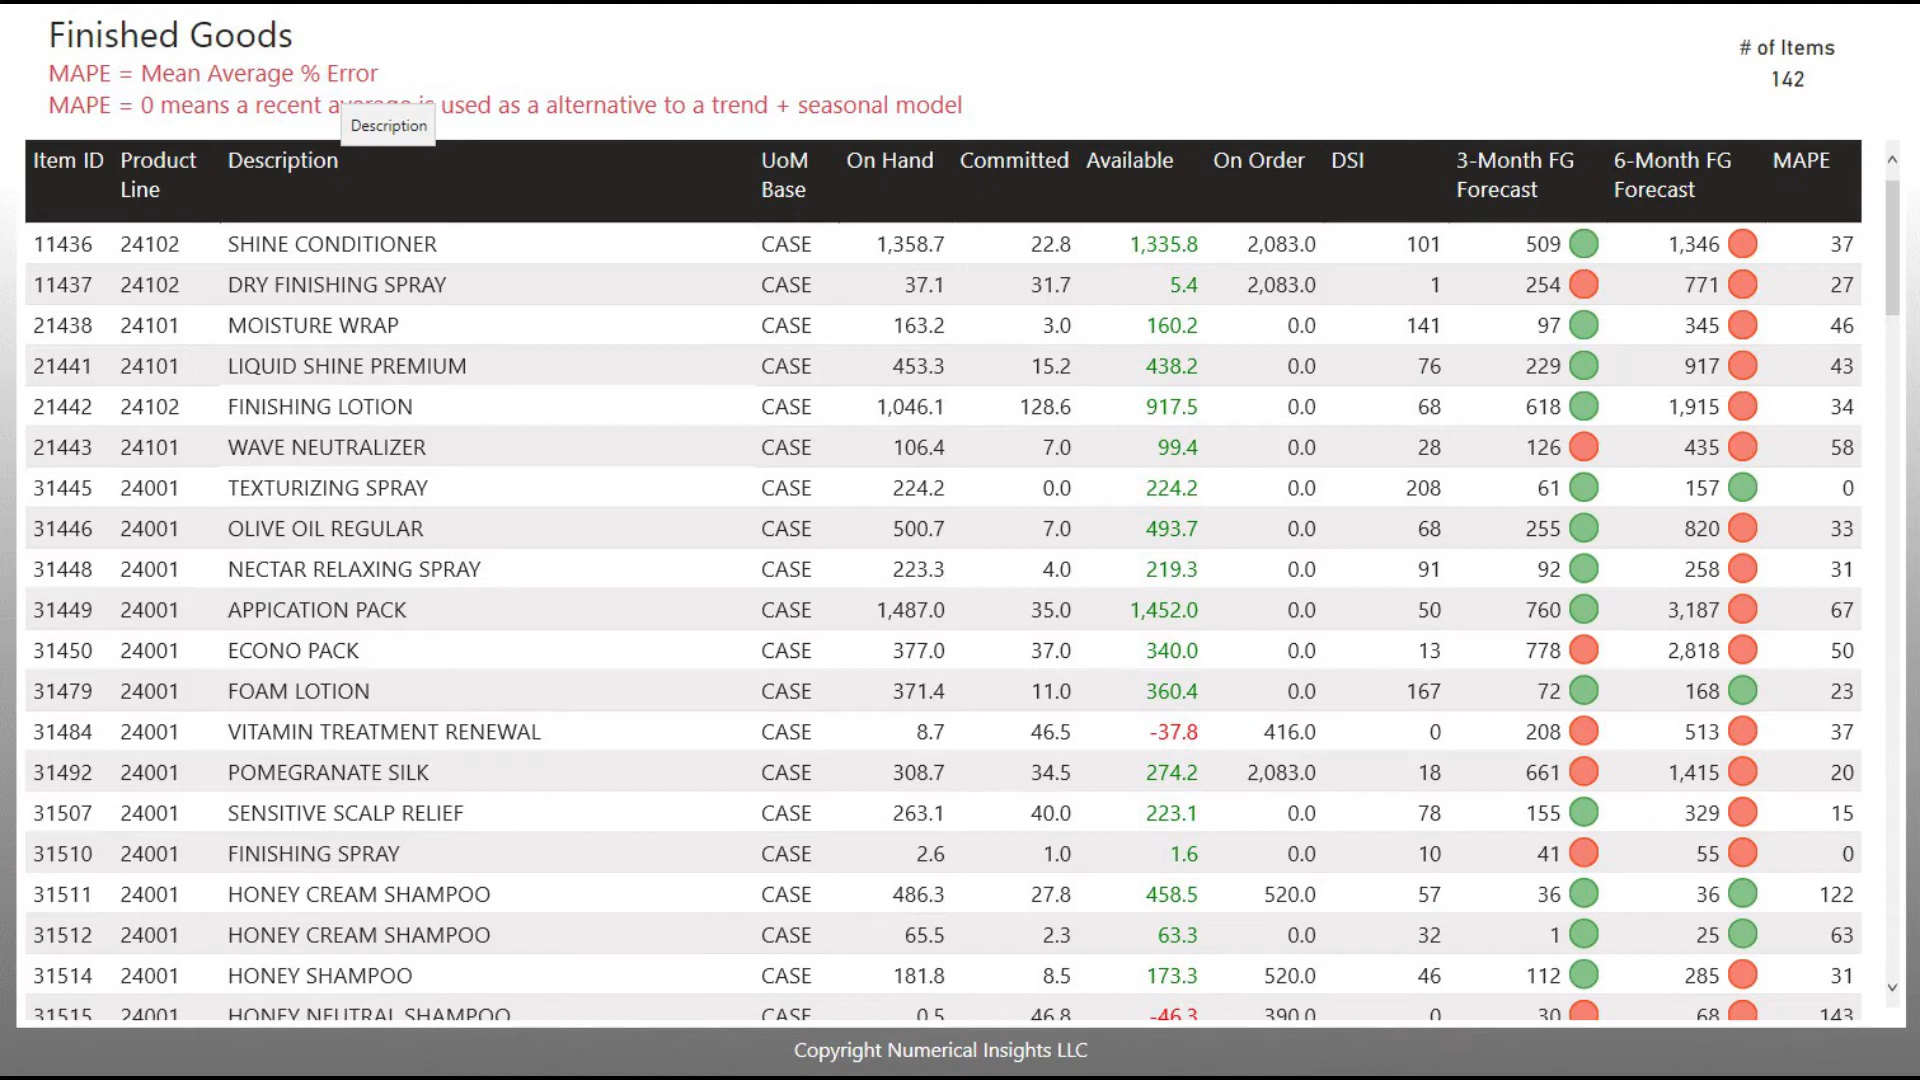 Finished Goods
MAPE = Mean Average % Error
MAPE = 0 means a recent average is used as a alternative to a trend + seasonal model
# of Items
142
Description
Item ID Product Line Description UoM Base On Hand Committed Available On Order DSI 3-Month FG Forecast 6-Month FG Forecast MAPE
11436 24102 SHINE CONDITIONER CASE 1,358.7 22.8 1,335.8 2,083.0 101 509 1,346 37
11437 24102 DRY FINISHING SPRAY CASE 37.1 31.7 5.4 2,083.0 1 254 771 27
21438 24101 MOISTURE WRAP CASE 163.2 3.0 160.2 0.0 141 97 345 46
21441 24101 LIQUID SHINE PREMIUM CASE 453.3 15.2 438.2 0.0 76 229 917 43
21442 24102 FINISHING LOTION CASE 1,046.1 128.6 917.5 0.0 68 618 1,915 34
21443 24101 WAVE NEUTRALIZER CASE 106.4 7.0 99.4 0.0 28 126 435 58
31445 24001 TEXTURIZING SPRAY CASE 224.2 0.0 224.2 0.0 208 61 157 0
31446 24001 OLIVE OIL REGULAR CASE 500.7 7.0 493.7 0.0 68 255 820 33
31448 24001 NECTAR RELAXING SPRAY CASE 223.3 4.0 219.3 0.0 91 92 258 31
31449 24001 APPICATION PACK CASE 1,487.0 35.0 1,452.0 0.0 50 760 3,187 67
31450 24001 ECONO PACK CASE 377.0 37.0 340.0 0.0 13 778 2,818 50
31479 24001 FOAM LOTION CASE 371.4 11.0 360.4 0.0 167 72 168 23
31484 24001 VITAMIN TREATMENT RENEWAL CASE 8.7 46.5 -37.8 416.0 0 208 513 37
31492 24001 POMEGRANATE SILK CASE 308.7 34.5 274.2 2,083.0 18 661 1,415 20
31507 24001 SENSITIVE SCALP RELIEF CASE 263.1 40.0 223.1 0.0 78 155 329 15
31510 24001 FINISHING SPRAY CASE 2.6 1.0 1.6 0.0 10 41 55 0
31511 24001 HONEY CREAM SHAMPOO CASE 486.3 27.8 458.5 520.0 57 36 36 122
31512 24001 HONEY CREAM SHAMPOO CASE 65.5 2.3 63.3 0.0 32 1 25 63
31514 24001 HONEY SHAMPOO CASE 181.8 8.5 173.3 520.0 46 112 285 31
31515 24001 HONEY NEUTRAL SHAMPOO CASE 0.5 46.8 -46.3 390.0 0 30 68 143
Copyright Numerical Insights LLC